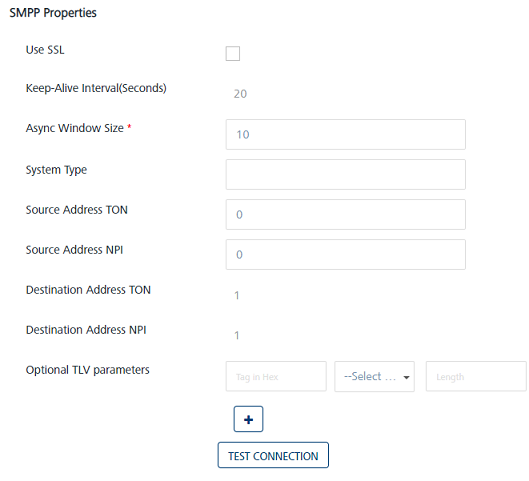 SMPP Properties
Use SSL
Keep-Alive Interval(Seconds) 20
Async Window Size * 10
System Type
Source Address TON 0
Source Address NPI 0
Destination Address TON 1
Destination Address NPI 1
Optional TLV parameters Tag in Hex --Select ... Length
+
TEST CONNECTION